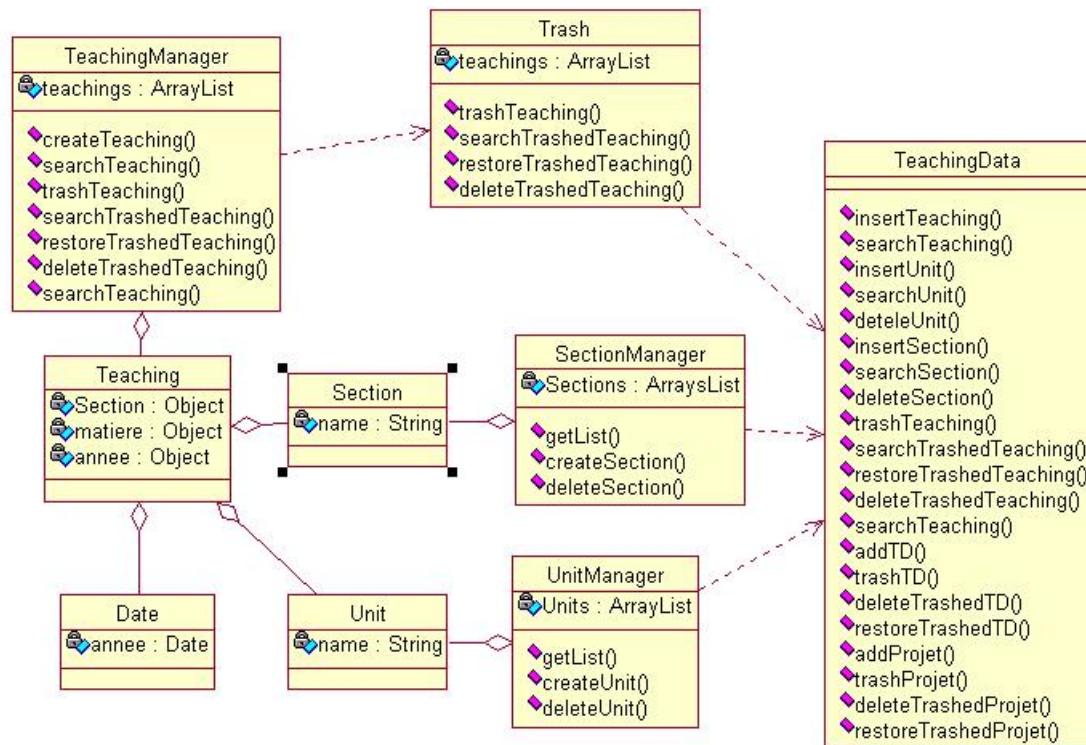 TeachingManager
teachings : ArrayList
createTeaching()
searchTeaching()
trashTeaching()
searchTrashedTeaching()
restoreTrashedTeaching()
deleteTrashedTeaching()
searchTeaching()
Trash
teachings : ArrayList
trashTeaching()
searchTrashedTeaching()
restoreTrashedTeaching()
deleteTrashedTeaching()
TeachingData
insertTeaching()
searchTeaching()
insertUnit()
searchUnit()
deteleUnit()
insertSection()
searchSection()
deleteSection()
trashTeaching()
searchTrashedTeaching()
restoreTrashedTeaching()
deleteTrashedTeaching()
searchTeaching()
addTD()
trashTD()
deleteTrashedTD()
restoreTrashedTD()
addProjet()
trashProjet()
deleteTrashedProjet()
restoreTrashedProjet()
Teaching
Section : Object
matiere : Object
annee : Object
Section
name : String
SectionManager
Sections : ArraysList
getList()
createSection()
deleteSection()
Date
annee : Date
Unit
name : String
UnitManager
Units : ArrayList
getList()
createUnit()
deleteUnit()